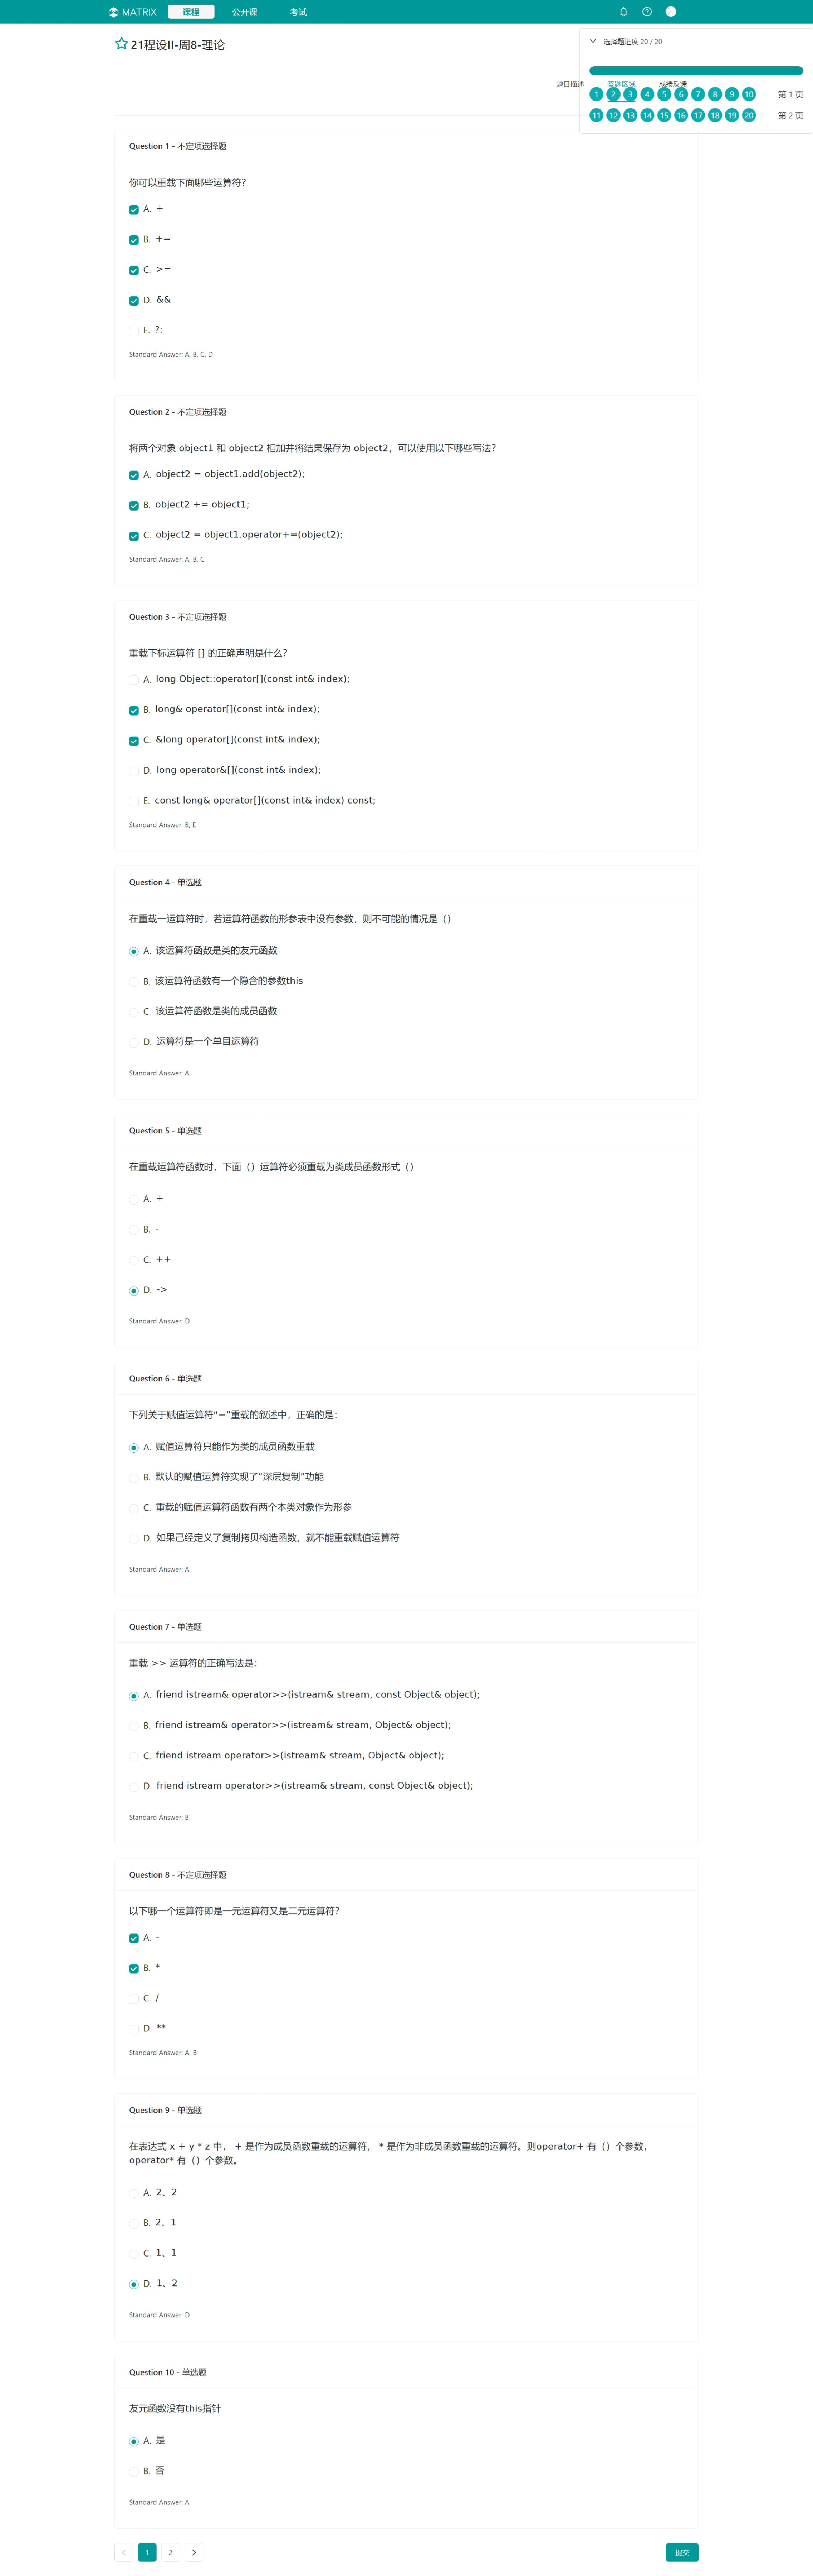 MATRIX 课程 公开课 考试
21程设II-周8-理论
选择题进度 20 / 20
题目描述 答题区域 成绩反馈
1 2 3 4 5 6 7 8 9 10 第 1 页
11 12 13 14 15 16 17 18 19 20 第 2 页
Question 1 - 不定项选择题
你可以重载下面哪些运算符?
A. +
B. +=
C. >=
D. &&
E. ?:
Standard Answer: A, B, C, D
Question 2 - 不定项选择题
将两个对象 object1 和 object2 相加并将结果保存为 object2，可以使用以下哪些写法?
A. object2 = object1.add(object2);
B. object2 += object1;
C. object2 = object1.operator+=(object2);
Standard Answer: A, B, C
Question 3 - 不定项选择题
重载下标运算符 [] 的正确声明是什么?
A. long Object::operator[](const int& index);
B. long& operator[](const int& index);
C. &long operator[](const int& index);
D. long operator&[](const int& index);
E. const long& operator[](const int& index) const;
Standard Answer: B, E
Question 4 - 单选题
在重载一运算符时，若运算符函数的形参表中没有参数，则不可能的情况是（）
A. 该运算符函数是类的友元函数
B. 该运算符函数有一个隐含的参数this
C. 该运算符函数是类的成员函数
D. 运算符是一个单目运算符
Standard Answer: A
Question 5 - 单选题
在重载运算符函数时，下面（）运算符必须重载为类成员函数形式（）
A. +
B. -
C. ++
D. ->
Standard Answer: D
Question 6 - 单选题
下列关于赋值运算符“=”重载的叙述中，正确的是：
A. 赋值运算符只能作为类的成员函数重载
B. 默认的赋值运算符实现了“深层复制”功能
C. 重载的赋值运算符函数有两个本类对象作为形参
D. 如果己经定义了复制拷贝构造函数，就不能重载赋值运算符
Standard Answer: A
Question 7 - 单选题
重载 >> 运算符的正确写法是：
A. friend istream& operator>>(istream& stream, const Object& object);
B. friend istream& operator>>(istream& stream, Object& object);
C. friend istream operator>>(istream& stream, Object& object);
D. friend istream operator>>(istream& stream, const Object& object);
Standard Answer: B
Question 8 - 不定项选择题
以下哪一个运算符即是一元运算符又是二元运算符?
A. -
B. *
C. /
D. **
Standard Answer: A, B
Question 9 - 单选题
在表达式 x + y * z 中， + 是作为成员函数重载的运算符， * 是作为非成员函数重载的运算符。则operator+ 有（）个参数，
operator* 有（）个参数。
A. 2、2
B. 2、1
C. 1、1
D. 1、2
Standard Answer: D
Question 10 - 单选题
友元函数没有this指针
A. 是
B. 否
Standard Answer: A
1 2 提交